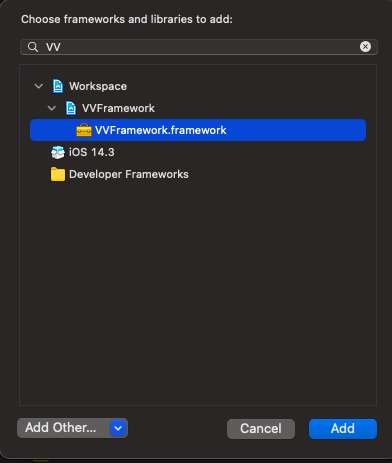 Choose frameworks and libraries to add:
VV
Workspace
VVFramework
VVFramework.framework
iOS 14.3
Developer Frameworks
Add Other...
Cancel
Add